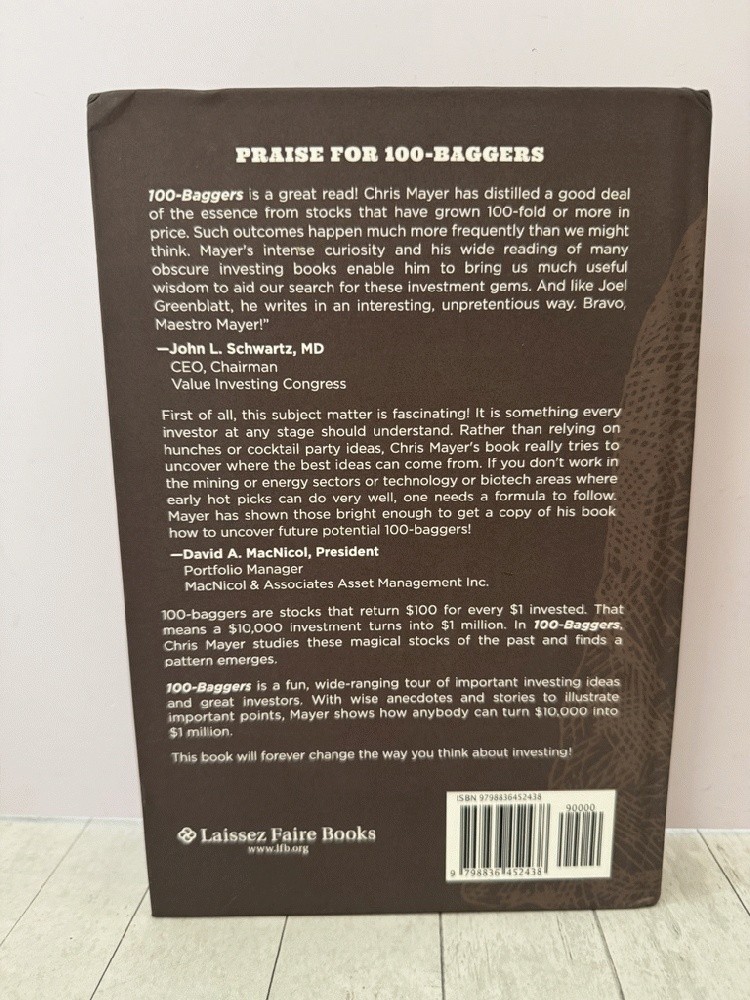 PRAISE FOR 100-BAGGERS
100-Baggers is a great read! Chris Mayer has distilled a good deal
of the essence from stocks that have grown 100-fold or more in
price. Such outcomes happen much more frequently than we might
think. Mayer's intense curiosity and his wide reading of many
obscure investing books enable him to bring us much useful
wisdom to aid our search for these investment gems. And like Joel
Greenblatt, he writes in an interesting, unpretentious way. Bravo,
Maestro Mayer!"
—John L. Schwartz, MD
CEO, Chairman
Value Investing Congress
First of all, this subject matter is fascinating! It is something every
investor at any stage should understand. Rather than relying on
hunches or cocktail party ideas, Chris Mayer's book really tries to
uncover where the best ideas can come from. If you don't work in
the mining or energy sectors or technology or biotech areas where
early hot picks can do very well, one needs a formula to follow.
Mayer has shown those bright enough to get a copy of his book
how to uncover future potential 100-baggers!
—David A. MacNicol, President
Portfolio Manager
MacNicol & Associates Asset Management Inc.
100-baggers are stocks that return $100 for every $1 invested. That
means a $10,000 investment turns into $1 million. In 100-Baggers,
Chris Mayer studies these magical stocks of the past and finds a
pattern emerges.
100-Baggers is a fun, wide-ranging tour of important investing ideas
and great investors. With wise anecdotes and stories to illustrate
important points, Mayer shows how anybody can turn $10,000 into
$1 million.
This book will forever change the way you think about investing!
ISBN 9798836452438
90000
9 798836 452438
Laissez Faire Books
www.lfb.org